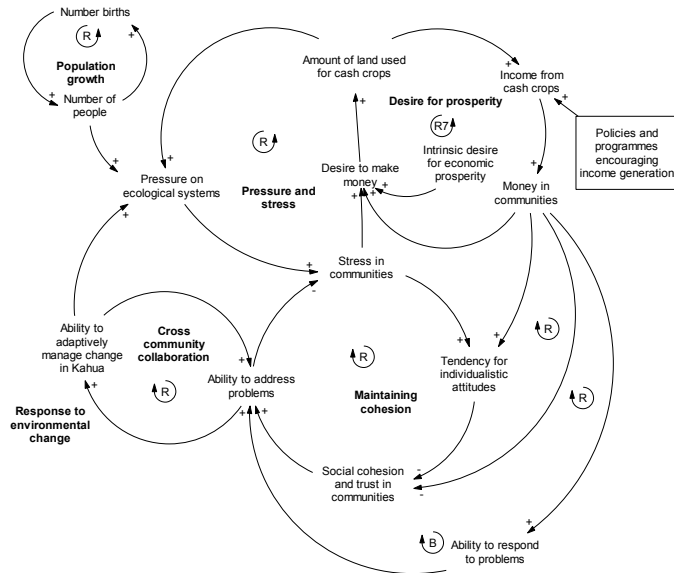 Number births
R
Population
growth
Number of
people
Amount of land used
for cash crops
Income from
cash crops
Desire for prosperity
R7
Intrinsic desire
for economic
prosperity
Policies and
programmes
encouraging
income generation
R
Pressure and
stress
Desire to make
money
Pressure on
ecological systems
Money in
communities
Stress in
communities
Ability to
adaptively
manage change
in Kahua
Cross
community
collaboration
R
Response to
environmental
change
Ability to address
problems
R
Maintaining
cohesion
Tendency for
individualistic
attitudes
R
R
Social cohesion
and trust in
communities
B
Ability to respond
to problems
+
+
+
+
+
+
+
+
+
+
+
+
+
-
+
+
+
+
+
+
+
-
-
+